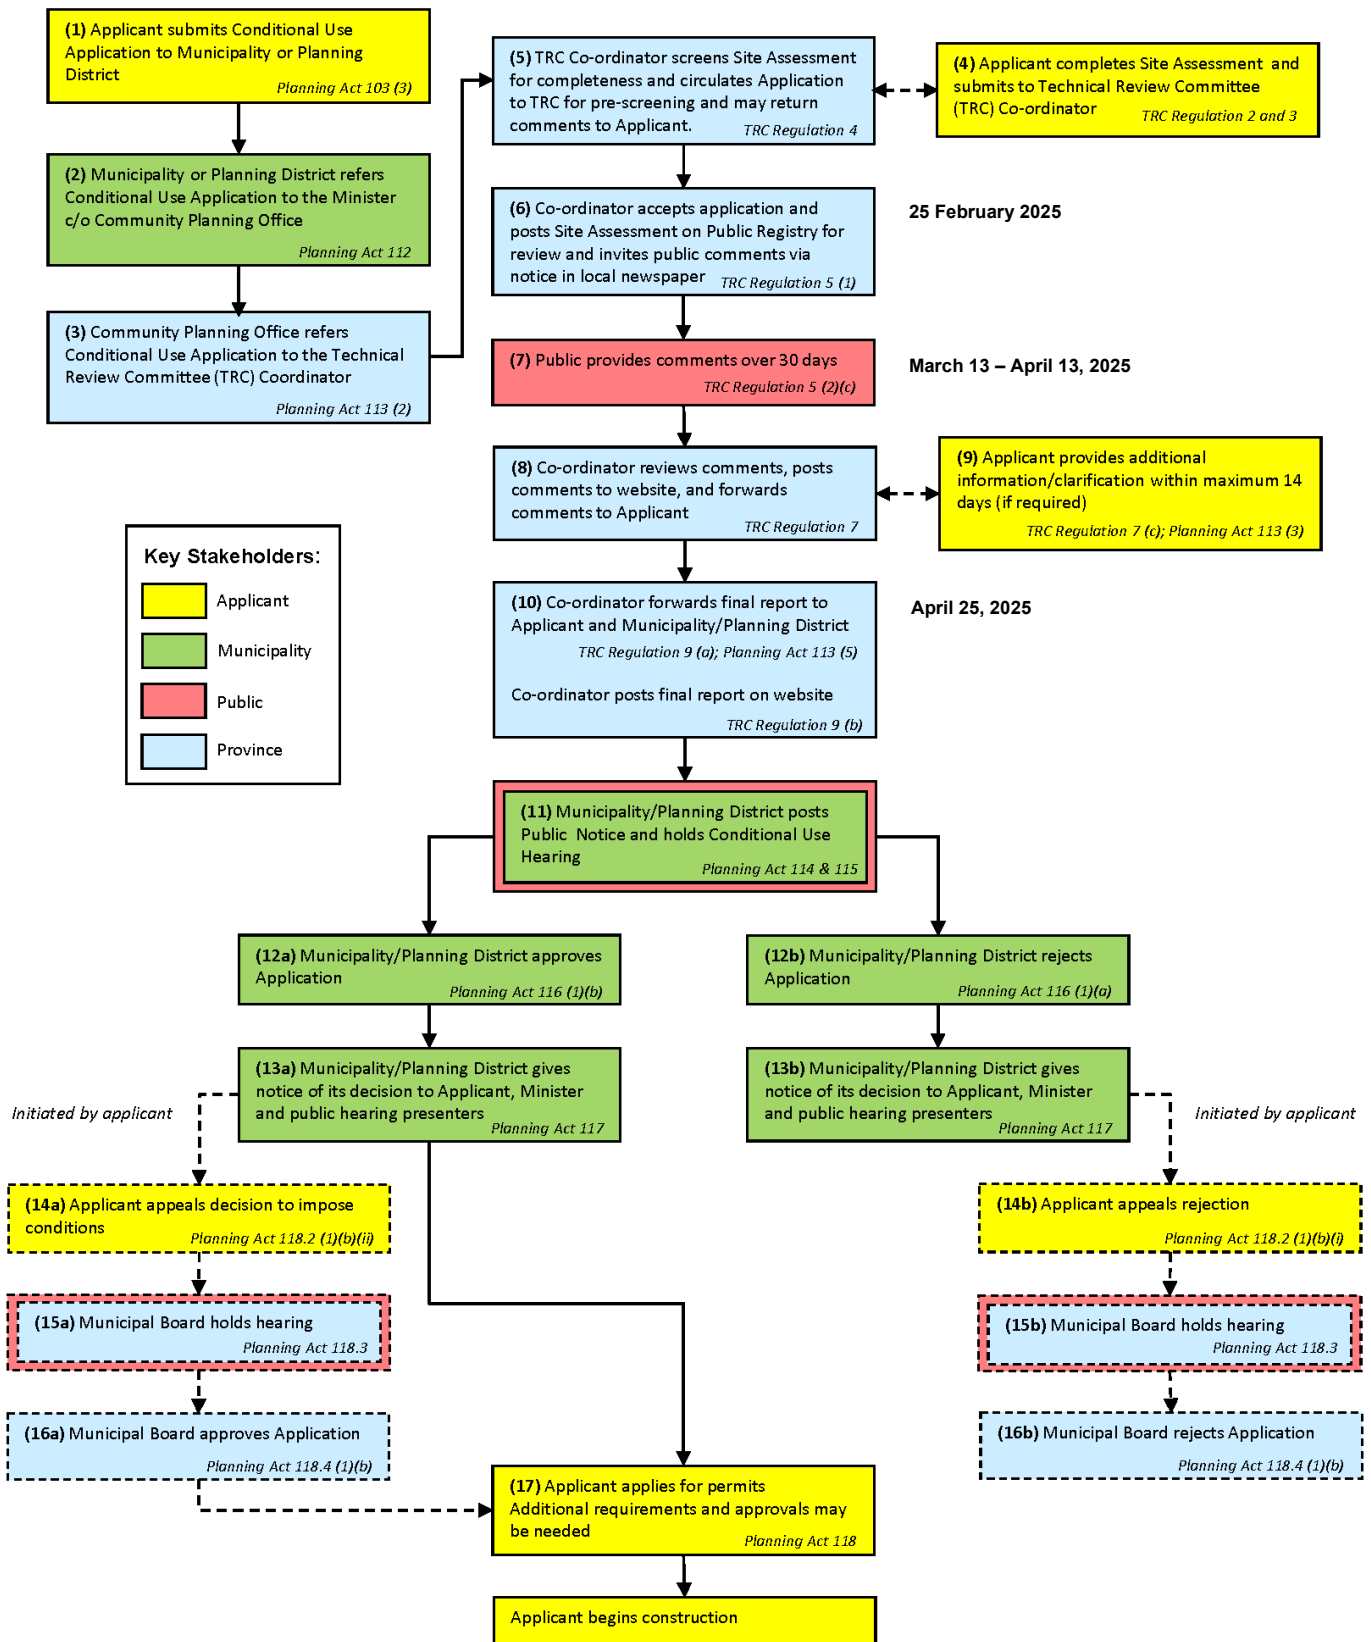 (1) Applicant submits Conditional Use
Application to Municipality or Planning
District
Planning Act 103 (3)
(2) Municipality or Planning District refers
Conditional Use Application to the Minister
c/o Community Planning Office
Planning Act 112
(3) Community Planning Office refers
Conditional Use Application to the Technical
Review Committee (TRC) Coordinator
Planning Act 113 (2)
(4) Applicant completes Site Assessment and
submits to Technical Review Committee
(TRC) Co-ordinator
TRC Regulation 2 and 3
(5) TRC Co-ordinator screens Site Assessment
for completeness and circulates Application
to TRC for pre-screening and may return
comments to Applicant.
TRC Regulation 4
(6) Co-ordinator accepts application and
posts Site Assessment on Public Registry for
review and invites public comments via
notice in local newspaper
TRC Regulation 5 (1)
25 February 2025
(7) Public provides comments over 30 days
TRC Regulation 5 (2)(c)
March 13 – April 13, 2025
(8) Co-ordinator reviews comments, posts
comments to website, and forwards
comments to Applicant
TRC Regulation 7
(9) Applicant provides additional
information/clarification within maximum 14
days (if required)
TRC Regulation 7 (c); Planning Act 113 (3)
Key Stakeholders:
Applicant
Municipality
Public
Province
(10) Co-ordinator forwards final report to
Applicant and Municipality/Planning District
TRC Regulation 9 (a); Planning Act 113 (5)
Co-ordinator posts final report on website
TRC Regulation 9 (b)
April 25, 2025
(11) Municipality/Planning District posts
Public Notice and holds Conditional Use
Hearing
Planning Act 114 & 115
(12a) Municipality/Planning District approves
Application
Planning Act 116 (1)(b)
(12b) Municipality/Planning District rejects
Application
Planning Act 116 (1)(a)
(13a) Municipality/Planning District gives
notice of its decision to Applicant, Minister
and public hearing presenters
Planning Act 117
(13b) Municipality/Planning District gives
notice of its decision to Applicant, Minister
and public hearing presenters
Planning Act 117
Initiated by applicant
Initiated by applicant
(14a) Applicant appeals decision to impose
conditions
Planning Act 118.2 (1)(b)(ii)
(14b) Applicant appeals rejection
Planning Act 118.2 (1)(b)(i)
(15a) Municipal Board holds hearing
Planning Act 118.3
(15b) Municipal Board holds hearing
Planning Act 118.3
(16a) Municipal Board approves Application
Planning Act 118.4 (1)(b)
(16b) Municipal Board rejects Application
Planning Act 118.4 (1)(b)
(17) Applicant applies for permits
Additional requirements and approvals may
be needed
Planning Act 118
Applicant begins construction